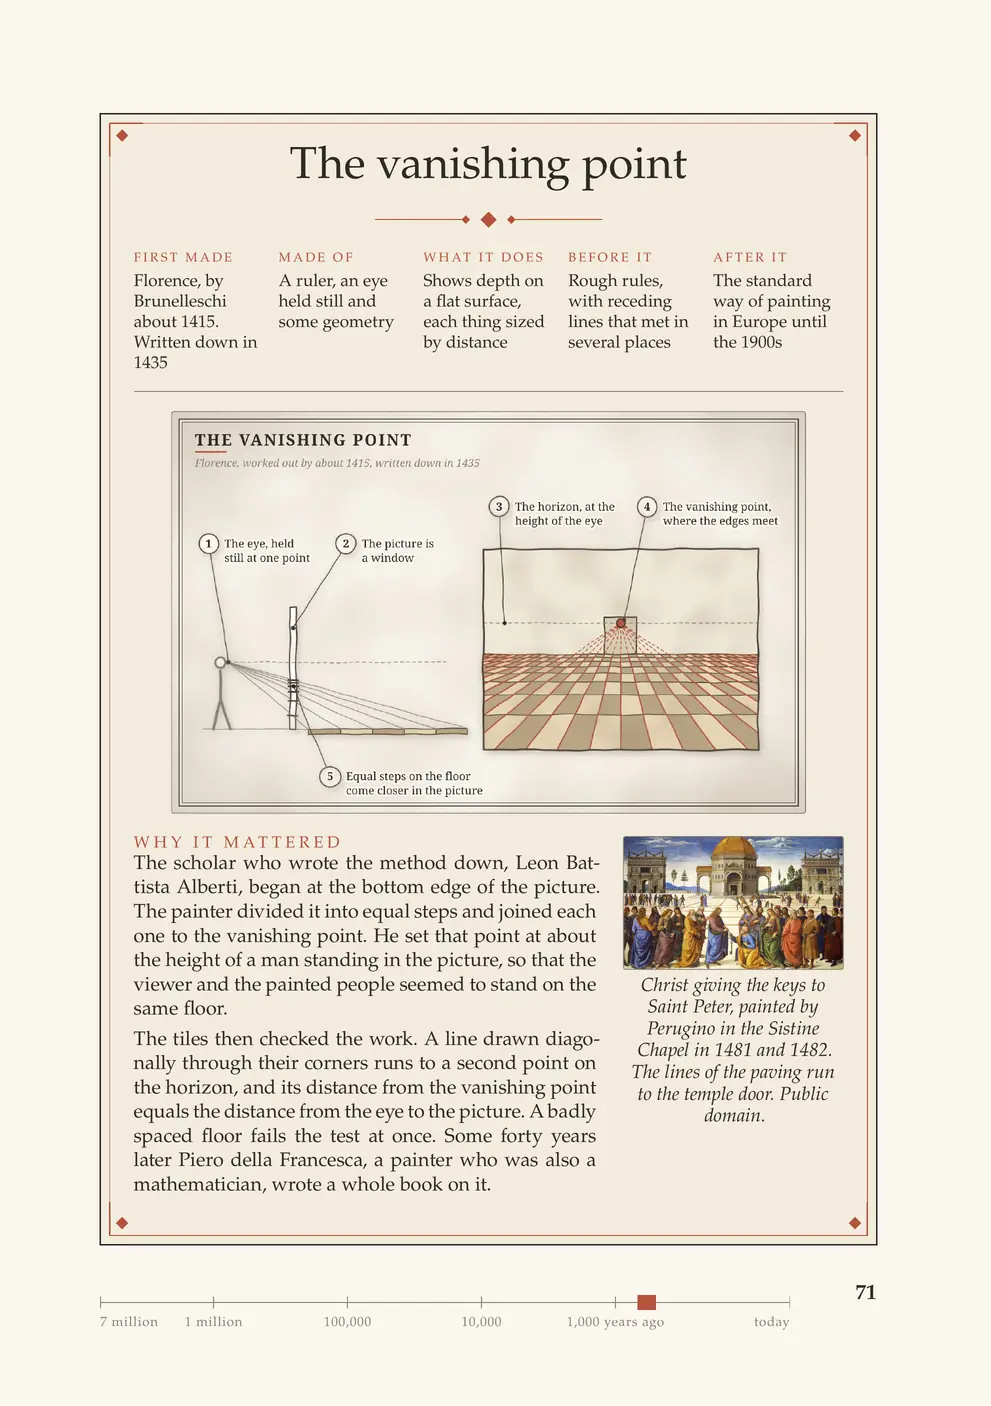 The vanishing point
FIRST MADE
Florence, by
Brunelleschi
about 1415.
Written down in
1435
MADE OF
A ruler, an eye
held still and
some geometry
WHAT IT DOES
Shows depth on
a flat surface,
each thing sized
by distance
BEFORE IT
Rough rules,
with receding
lines that met in
several places
AFTER IT
The standard
way of painting
in Europe until
the 1900s
THE VANISHING POINT
Florence, worked out by about 1415, written down in 1435
1 The eye, held
still at one point
2 The picture is
a window
3 The horizon, at the
height of the eye
4 The vanishing point,
where the edges meet
5 Equal steps on the floor
come closer in the picture
WHY IT MATTERED
The scholar who wrote the method down, Leon Bat-
tista Alberti, began at the bottom edge of the picture.
The painter divided it into equal steps and joined each
one to the vanishing point. He set that point at about
the height of a man standing in the picture, so that the
viewer and the painted people seemed to stand on the
same floor.
The tiles then checked the work. A line drawn diago-
nally through their corners runs to a second point on
the horizon, and its distance from the vanishing point
equals the distance from the eye to the picture. A badly
spaced floor fails the test at once. Some forty years
later Piero della Francesca, a painter who was also a
mathematician, wrote a whole book on it.
Christ giving the keys to
Saint Peter, painted by
Perugino in the Sistine
Chapel in 1481 and 1482.
The lines of the paving run
to the temple door. Public
domain.
71
7 million
1 million
100,000
10,000
1,000 years ago
today